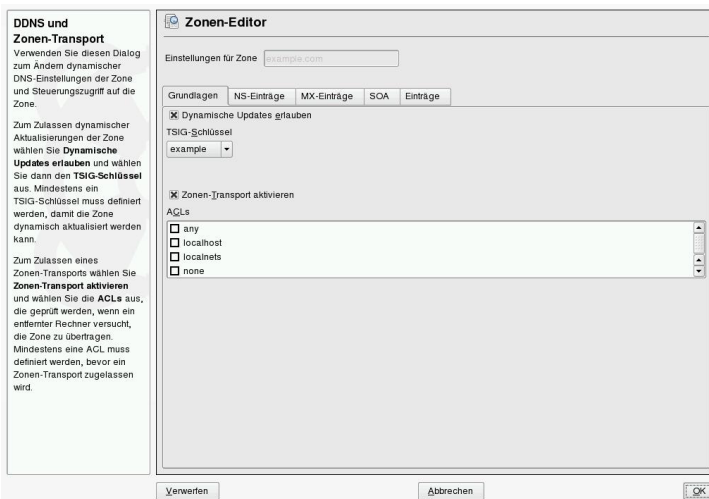 DDNS und
Zonen-Transport
Verwenden Sie diesen Dialog
zum Ändern dynamischer
DNS-Einstellungen der Zone
und Steuerungszugriff auf die
Zone.
Zum Zulassen dynamischer
Aktualisierungen der Zone
wählen Sie Dynamische
Updates erlauben und wählen
Sie dann den TSIG-Schlüssel
aus. Mindestens ein
TSIG-Schlüssel muss definiert
werden, damit die Zone
dynamisch aktualisiert werden
kann.
Zum Zulassen eines
Zonen-Transports wählen Sie
Zonen-Transport aktivieren
und wählen Sie die ACLs aus,
die geprüft werden, wenn ein
entfernter Rechner versucht,
die Zone zu übertragen.
Mindestens eine ACL muss
definiert werden, bevor ein
Zonen-Transport zugelassen
wird.
Zonen-Editor
Einstellungen für Zone example.com
Grundlagen NS-Einträge MX-Einträge SOA Einträge
Dynamische Updates erlauben
TSIG-Schlüssel
example
Zonen-Transport aktivieren
ACLs
any
localhost
localnets
none
Verwerfen Abbrechen OK